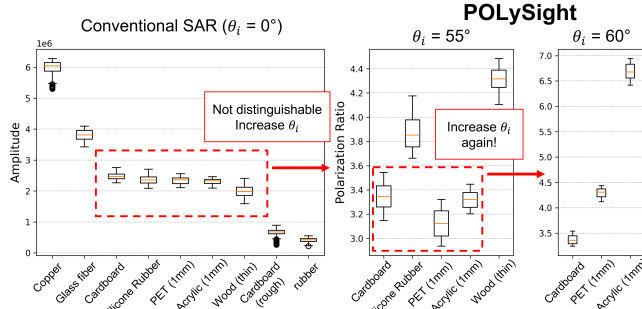 POLySight
Conventional SAR (θᵢ = 0°)
θᵢ = 55°
θᵢ = 60°
1e6
Amplitude
6
5
4
3
2
1
0
Not distinguishable
Increase θᵢ
Copper
Glass fiber
Cardboard
ilicone Rubber
PET (1mm)
Acrylic (1mm)
Wood (thin)
Cardboard
(rough)
rubber
Polarization Ratio
4.4
4.2
4.0
3.8
3.6
3.4
3.2
3.0
Increase θᵢ
again!
Cardboard
ilicone Rubber
PET (1mm)
Acrylic (1mm)
Wood (thin)
7.0
6.5
6.0
5.5
5.0
4.5
4.0
3.5
Cardboard
PET (1mm)
Acrylic (1m